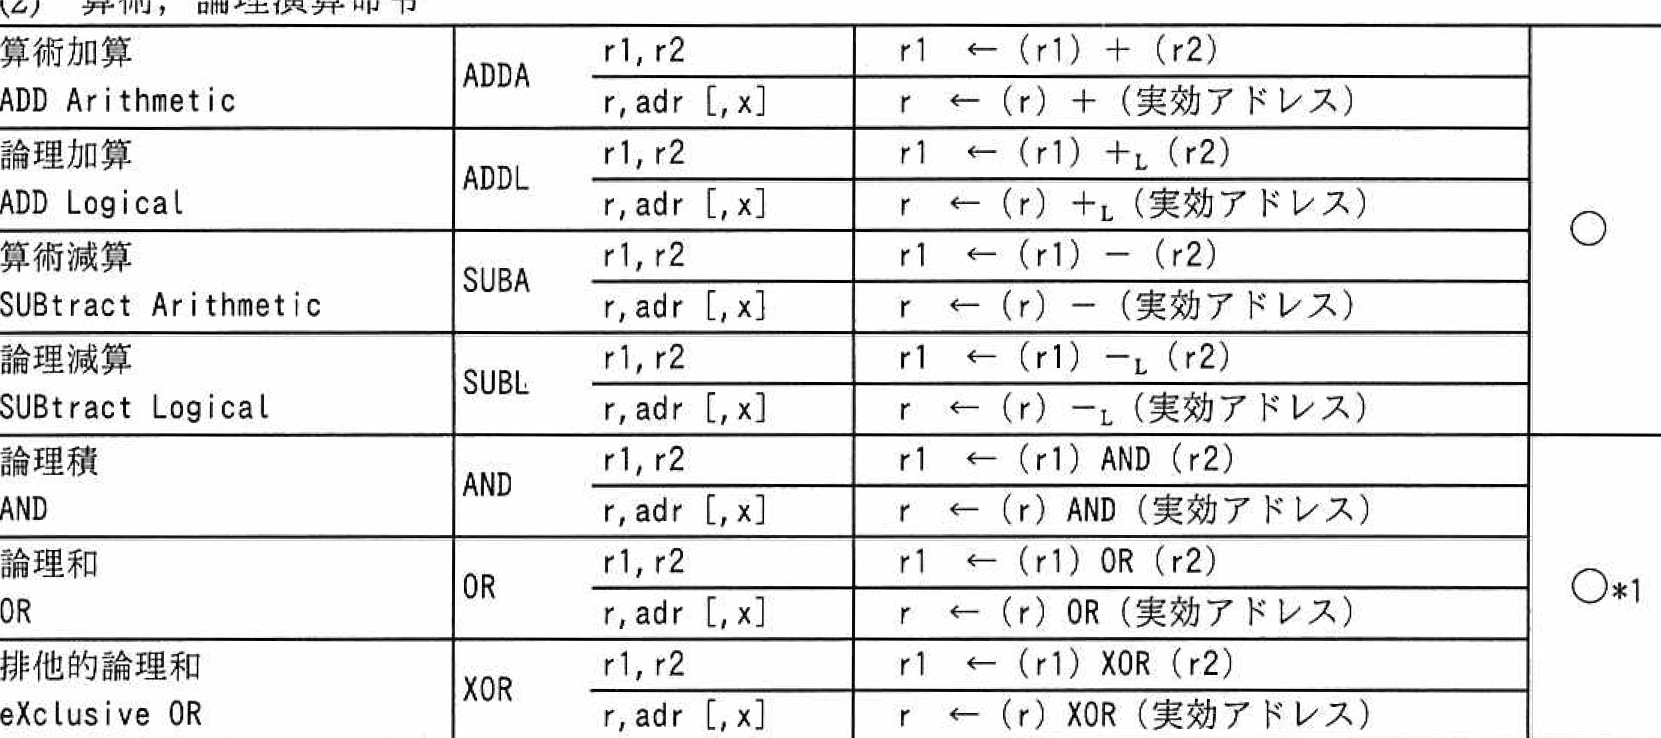 (2) 算術，論理演算命令
算術加算
ADD Arithmetic
ADDA
r1,r2
r1 ← (r1) + (r2)
r,adr [,x]
r ← (r) + (実効アドレス)
論理加算
ADD Logical
ADDL
r1,r2
r1 ← (r1) +L (r2)
r,adr [,x]
r ← (r) +L (実効アドレス)
算術減算
SUBtract Arithmetic
SUBA
r1,r2
r1 ← (r1) － (r2)
r,adr [,x]
r ← (r) － (実効アドレス)
論理減算
SUBtract Logical
SUBL
r1,r2
r1 ← (r1) －L (r2)
r,adr [,x]
r ← (r) －L (実効アドレス)
○
論理積
AND
AND
r1,r2
r1 ← (r1) AND (r2)
r,adr [,x]
r ← (r) AND (実効アドレス)
論理和
OR
OR
r1,r2
r1 ← (r1) OR (r2)
r,adr [,x]
r ← (r) OR (実効アドレス)
排他的論理和
eXclusive OR
XOR
r1,r2
r1 ← (r1) XOR (r2)
r,adr [,x]
r ← (r) XOR (実効アドレス)
○*1